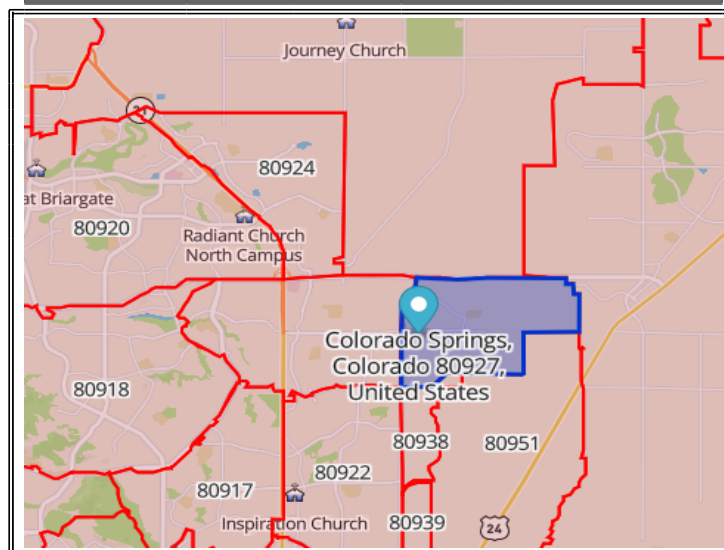 Journey Church
21
80924
at Briargate
80920
Radiant Church
North Campus
Colorado Springs,
Colorado 80927,
United States
80918
80938
80951
80922
80917
Inspiration Church
80939
24